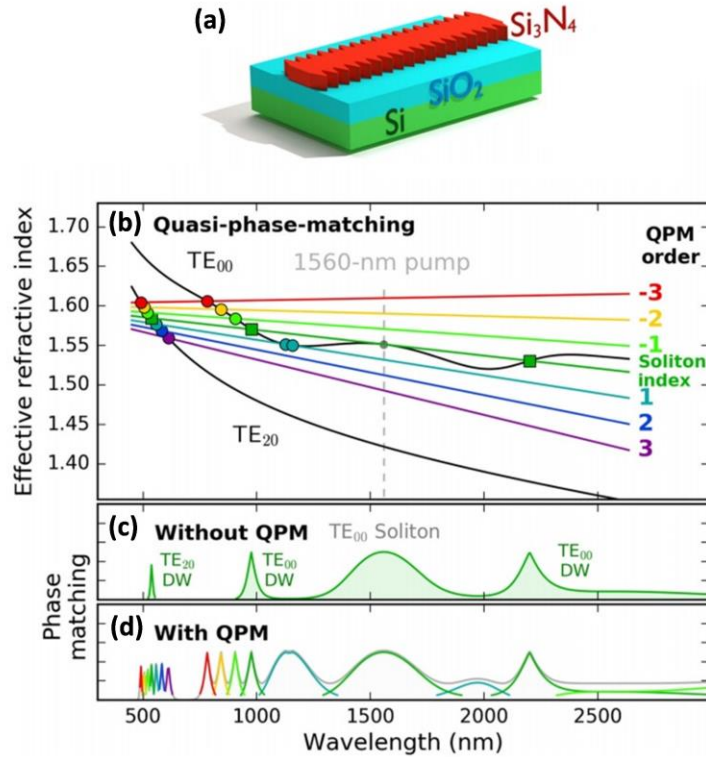 (a)
Si₃N₄
SiO₂
Si
(b) Quasi-phase-matching
QPM
order
TE₀₀
1560-nm pump
-3
-2
-1
Soliton
index
1
2
3
TE₂₀
Effective refractive index
1.70
1.65
1.60
1.55
1.50
1.45
1.40
(c) Without QPM
TE₀₀ Soliton
TE₂₀
DW
TE₀₀
DW
TE₀₀
DW
Phase
matching
(d) With QPM
500
1000
1500
2000
2500
Wavelength (nm)